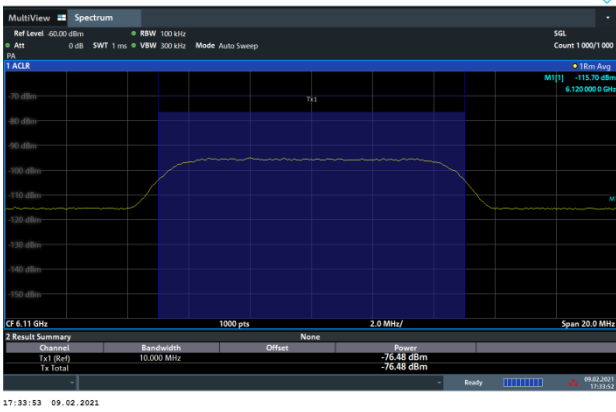 MultiView Spectrum
Ref Level -60.00 dBm RBW 100 kHz SGL
Att 0 dB SWT 1 ms VBW 300 kHz Mode Auto Sweep Count 1000/1000
PA
1 ACLR 1Rm Avg
M1[1] -115.70 dBm
6.120 000 0 GHz
-70 dBm
Tx1
-80 dBm
-90 dBm
-100 dBm
-110 dBm
M
-120 dBm
-130 dBm
-140 dBm
-150 dBm
CF 6.11 GHz 1000 pts 2.0 MHz/ Span 20.0 MHz
2 Result Summary None
Channel Bandwidth Offset Power
Tx1 (Ref) 10.000 MHz -76.48 dBm
Tx Total -76.48 dBm
Ready 09.02.2021
17:33:52
17:33:53 09.02.2021